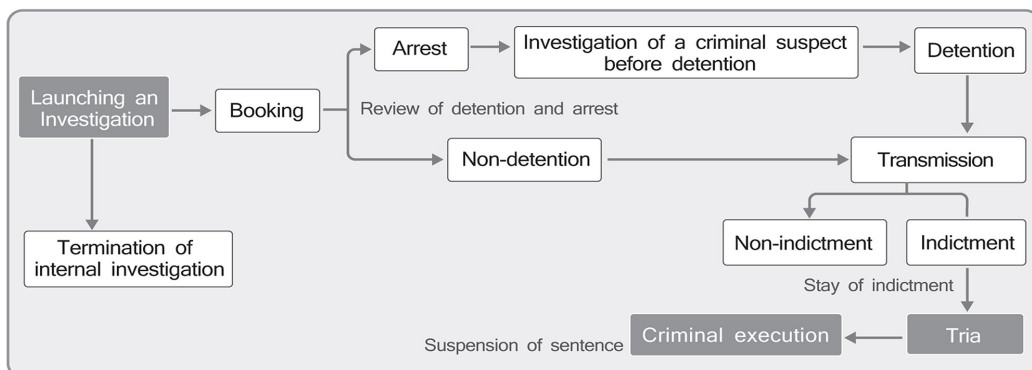 Arrest
Investigation of a criminal suspect
before detention
Detention
Launching an
Investigation
Booking
Review of detention and arrest
Non-detention
Transmission
Termination of
internal investigation
Non-indictment
Indictment
Stay of indictment
Suspension of sentence
Criminal execution
Tria